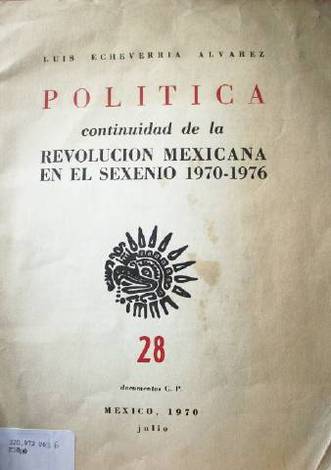 LUIS ECHEVERRIA ALVAREZ
POLITICA
continuidad de la
REVOLUCION MEXICANA
EN EL SEXENIO 1970-1976
28
documentos C. P.
MEXICO, 1970
julio